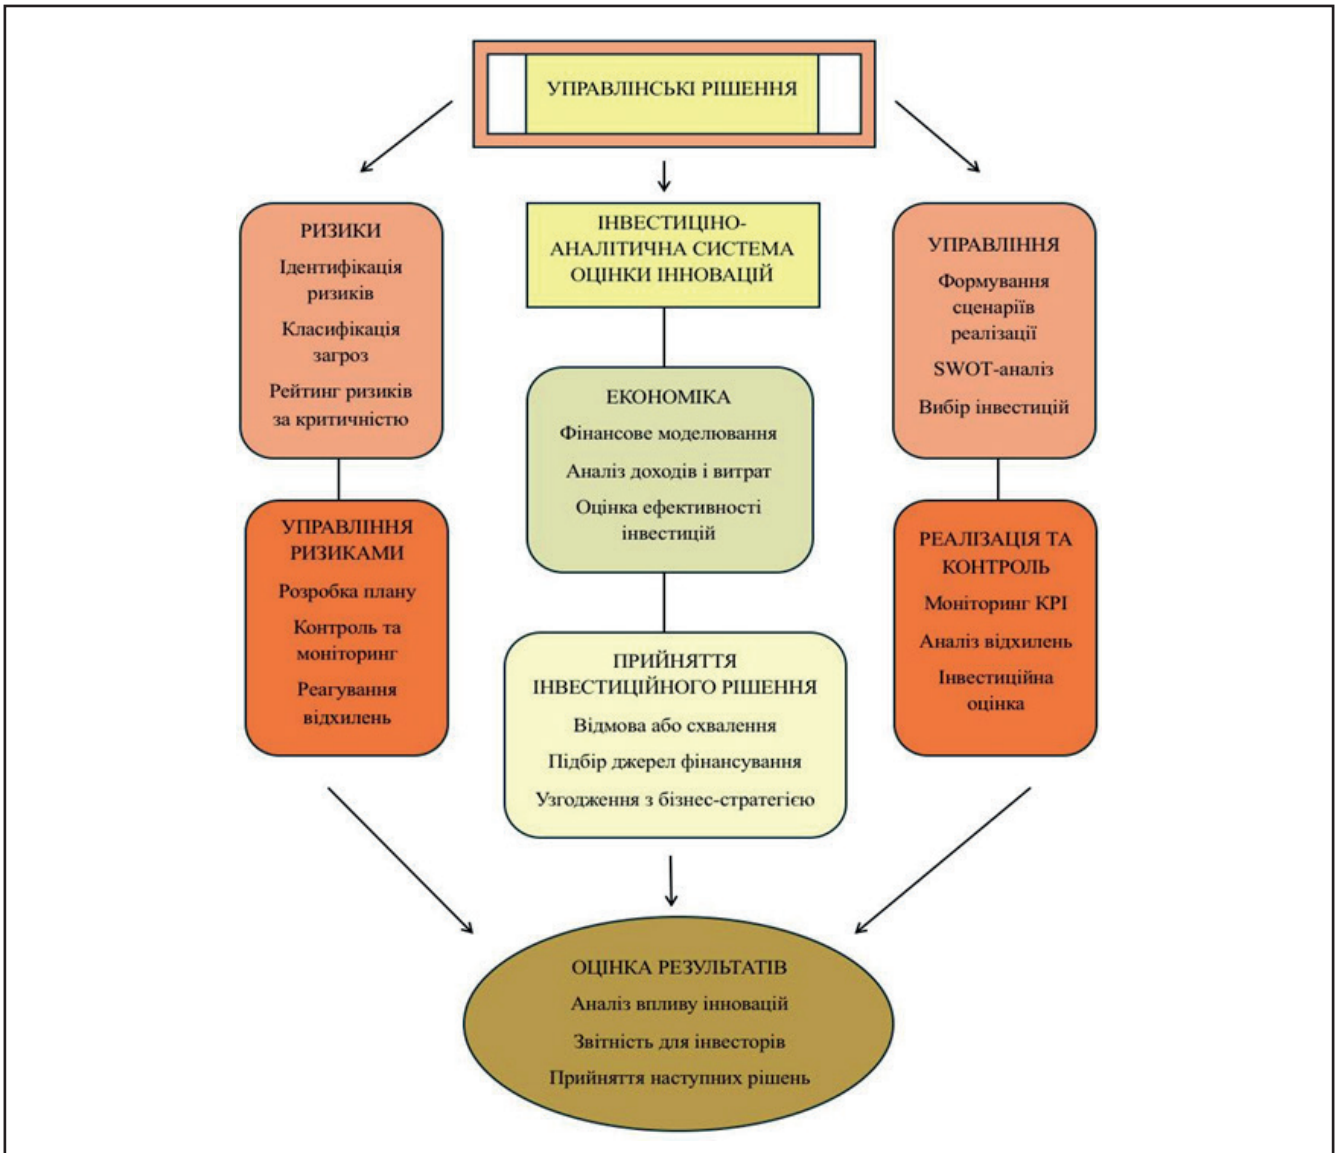 УПРАВЛІНСЬКІ РІШЕННЯ
РИЗИКИ
Ідентифікація
ризиків
Класифікація
загроз
Рейтинг ризиків
за критичністю
ІНВЕСТИЦІНО-
АНАЛІТИЧНА СИСТЕМА
ОЦІНКИ ІННОВАЦІЙ
УПРАВЛІННЯ
Формування
сценаріїв
реалізації
SWOT-аналіз
Вибір інвестицій
ЕКОНОМІКА
Фінансове моделювання
Аналіз доходів і витрат
Оцінка ефективності
інвестицій
УПРАВЛІННЯ
РИЗИКАМИ
Розробка плану
Контроль та
моніторинг
Реагування
відхилень
ПРИЙНЯТТЯ
ІНВЕСТИЦІЙНОГО РІШЕННЯ
Відмова або схвалення
Підбір джерел фінансування
Узгодження з бізнес-стратегією
РЕАЛІЗАЦІЯ ТА
КОНТРОЛЬ
Моніторинг KPI
Аналіз відхилень
Інвестиційна
оцінка
ОЦІНКА РЕЗУЛЬТАТІВ
Аналіз впливу інновацій
Звітність для інвесторів
Прийняття наступних рішень